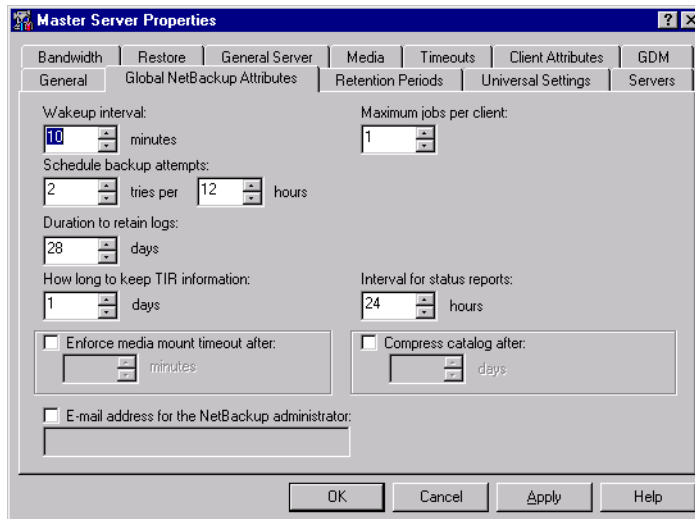 Master Server Properties
Bandwidth Restore General Server Media Timeouts Client Attributes GDM
General Global NetBackup Attributes Retention Periods Universal Settings Servers
Wakeup interval: Maximum jobs per client:
10 minutes 1
Schedule backup attempts:
2 tries per 12 hours
Duration to retain logs:
28 days
How long to keep TIR information: Interval for status reports:
1 days 24 hours
Enforce media mount timeout after: Compress catalog after:
minutes days
E-mail address for the NetBackup administrator:
OK Cancel Apply Help